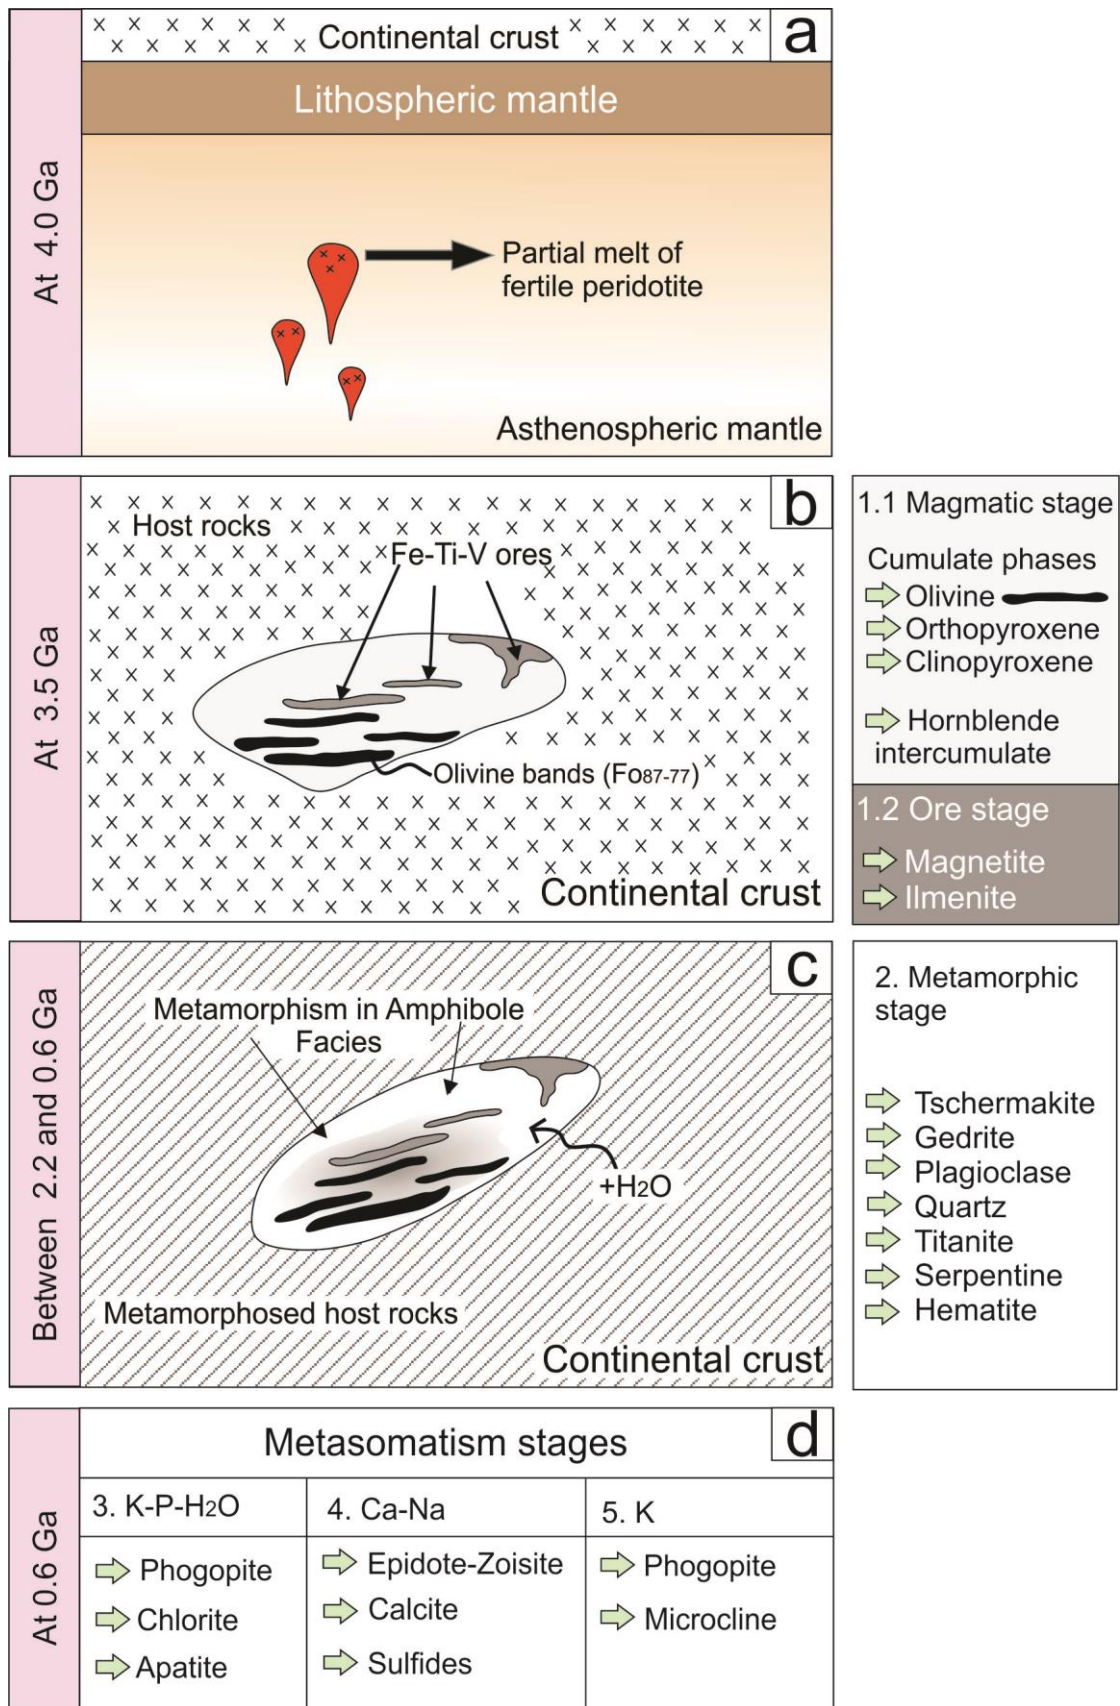 At 4.0 Ga
Continental crust
a
Lithospheric mantle
Partial melt of
fertile peridotite
Asthenospheric mantle
At 3.5 Ga
b
Host rocks
Fe-Ti-V ores
Olivine bands (Fo87-77)
Continental crust
1.1 Magmatic stage
Cumulate phases
Olivine
Orthopyroxene
Clinopyroxene
Hornblende
intercumulate
1.2 Ore stage
Magnetite
Ilmenite
Between 2.2 and 0.6 Ga
c
Metamorphism in Amphibole
Facies
+H2O
Metamorphosed host rocks
Continental crust
2. Metamorphic
stage
Tschermakite
Gedrite
Plagioclase
Quartz
Titanite
Serpentine
Hematite
At 0.6 Ga
Metasomatism stages
d
3. K-P-H2O
Phogopite
Chlorite
Apatite
4. Ca-Na
Epidote-Zoisite
Calcite
Sulfides
5. K
Phogopite
Microcline